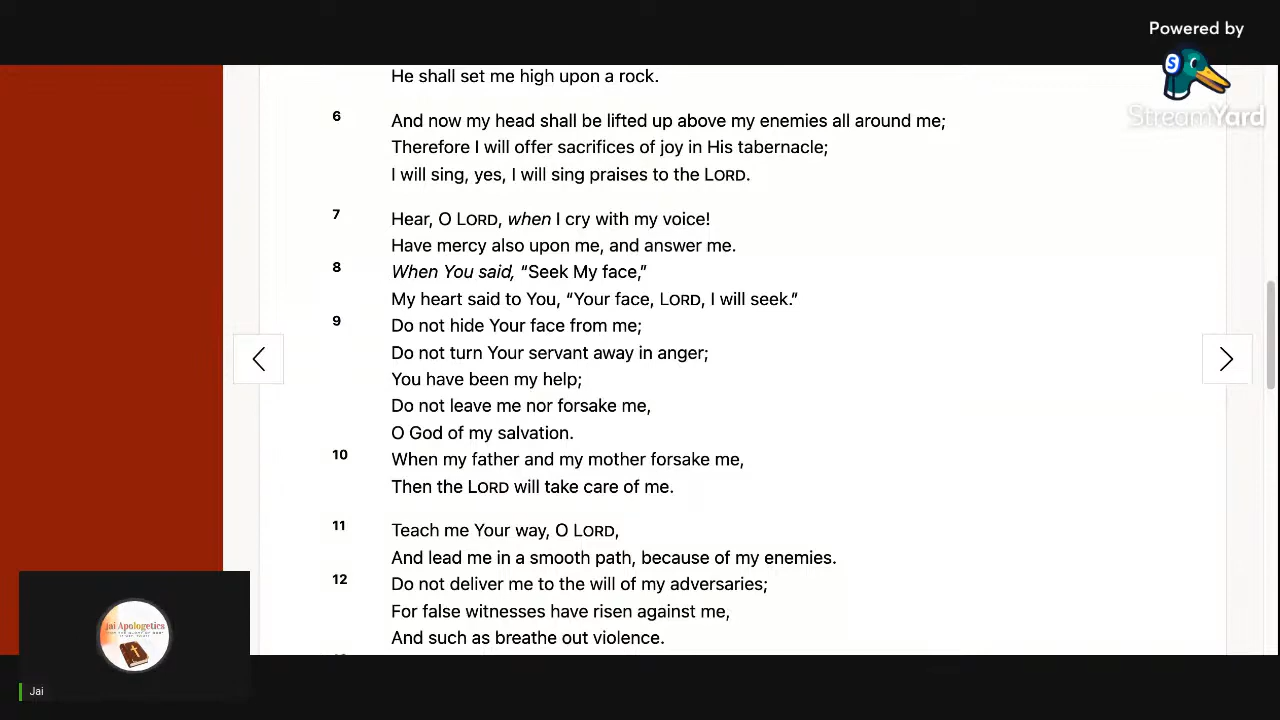 Powered by
StreamYard
He shall set me high upon a rock.
6 And now my head shall be lifted up above my enemies all around me;
Therefore I will offer sacrifices of joy in His tabernacle;
I will sing, yes, I will sing praises to the LORD.
7 Hear, O LORD, when I cry with my voice!
Have mercy also upon me, and answer me.
8 When You said, “Seek My face,”
My heart said to You, “Your face, LORD, I will seek.”
9 Do not hide Your face from me;
Do not turn Your servant away in anger;
You have been my help;
Do not leave me nor forsake me,
O God of my salvation.
10 When my father and my mother forsake me,
Then the LORD will take care of me.
11 Teach me Your way, O LORD,
And lead me in a smooth path, because of my enemies.
12 Do not deliver me to the will of my adversaries;
For false witnesses have risen against me,
And such as breathe out violence.
Jai Apologetics
Jai